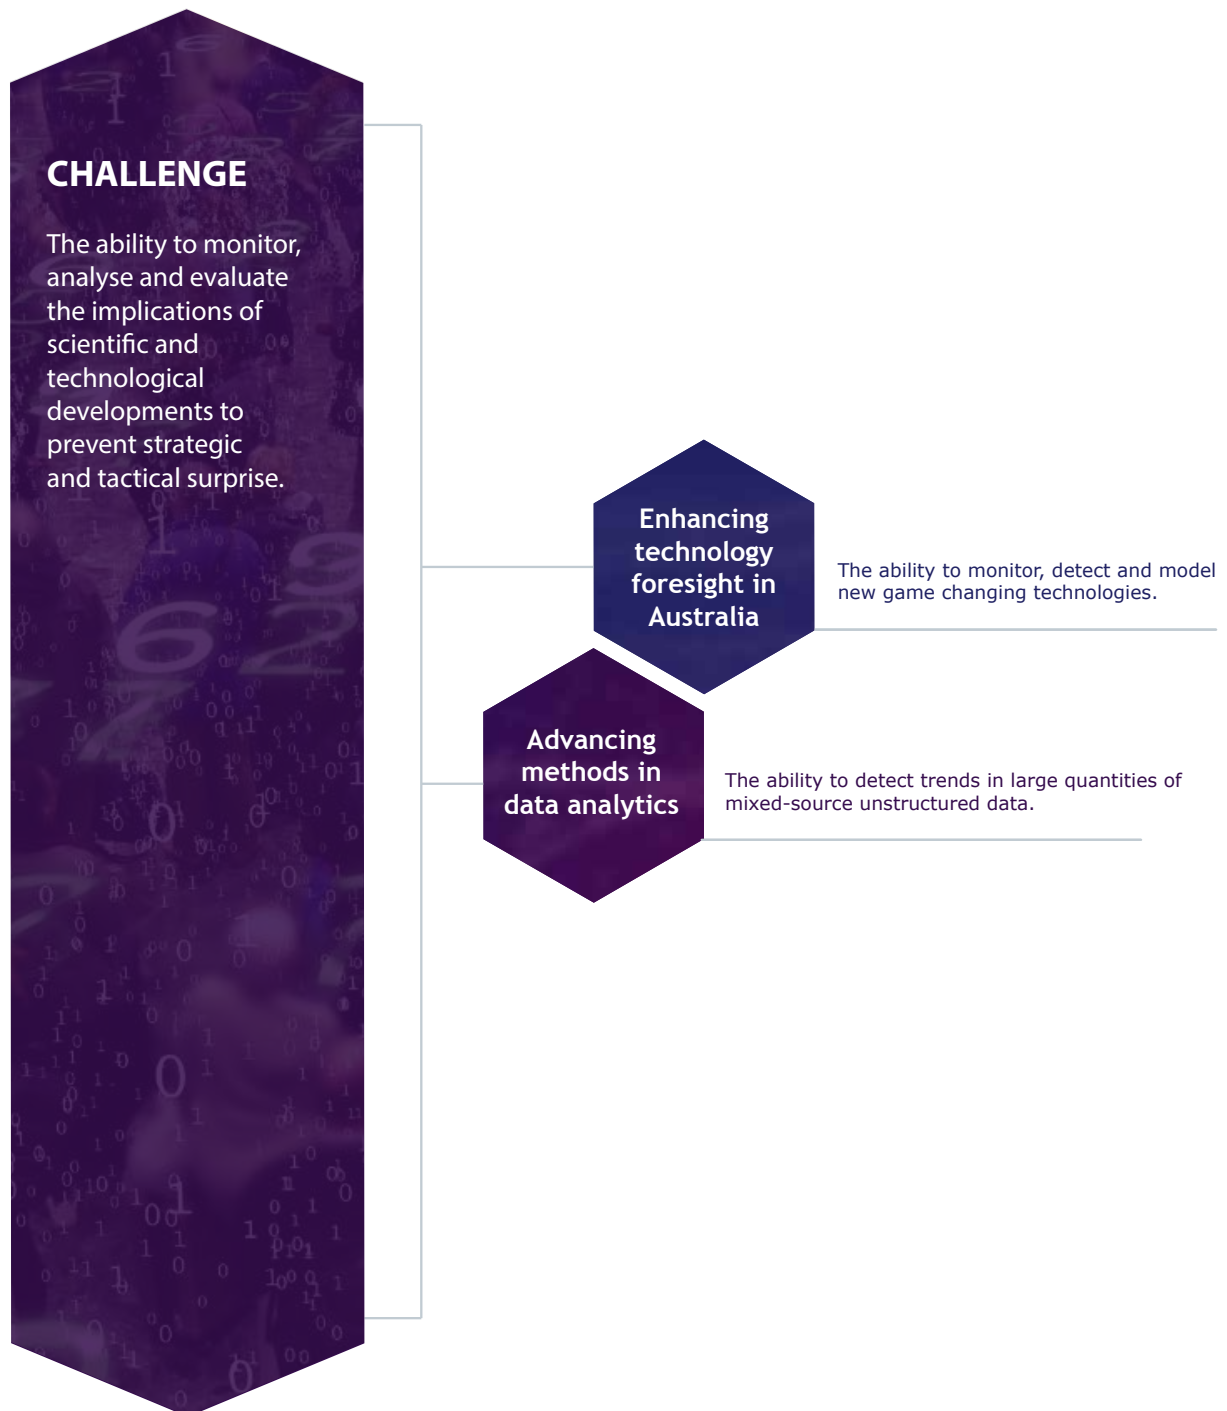 CHALLENGE
The ability to monitor,
analyse and evaluate
the implications of
scientific and
technological
developments to
prevent strategic
and tactical surprise.
Enhancing
technology
foresight in
Australia
The ability to monitor, detect and model
new game changing technologies.
Advancing
methods in
data analytics
The ability to detect trends in large quantities of
mixed-source unstructured data.